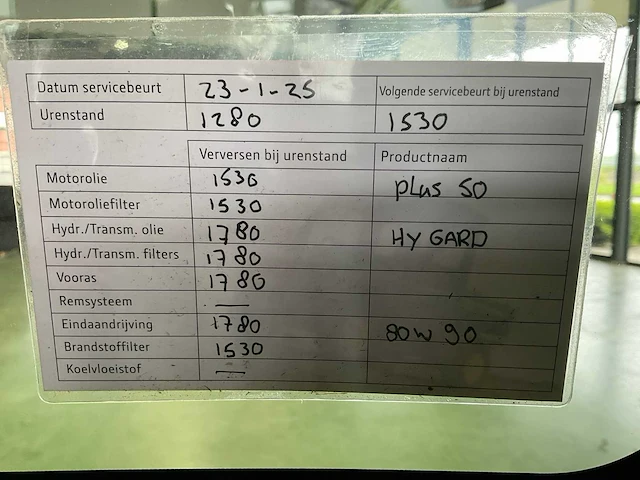 Datum servicebeurt 23-1-25 Volgende servicebeurt bij urenstand
Urenstand 1280 1530
Verversen bij urenstand Productnaam
Motorolie 1530 Plus 50
Motoroliefilter 1530
Hydr./Transm. olie 1780 HY GARD
Hydr./Transm. filters 1780
Vooras 1780
Remsysteem —
Eindaandrijving 1780 80W 90
Brandstoffilter 1530
Koelvloeistof —